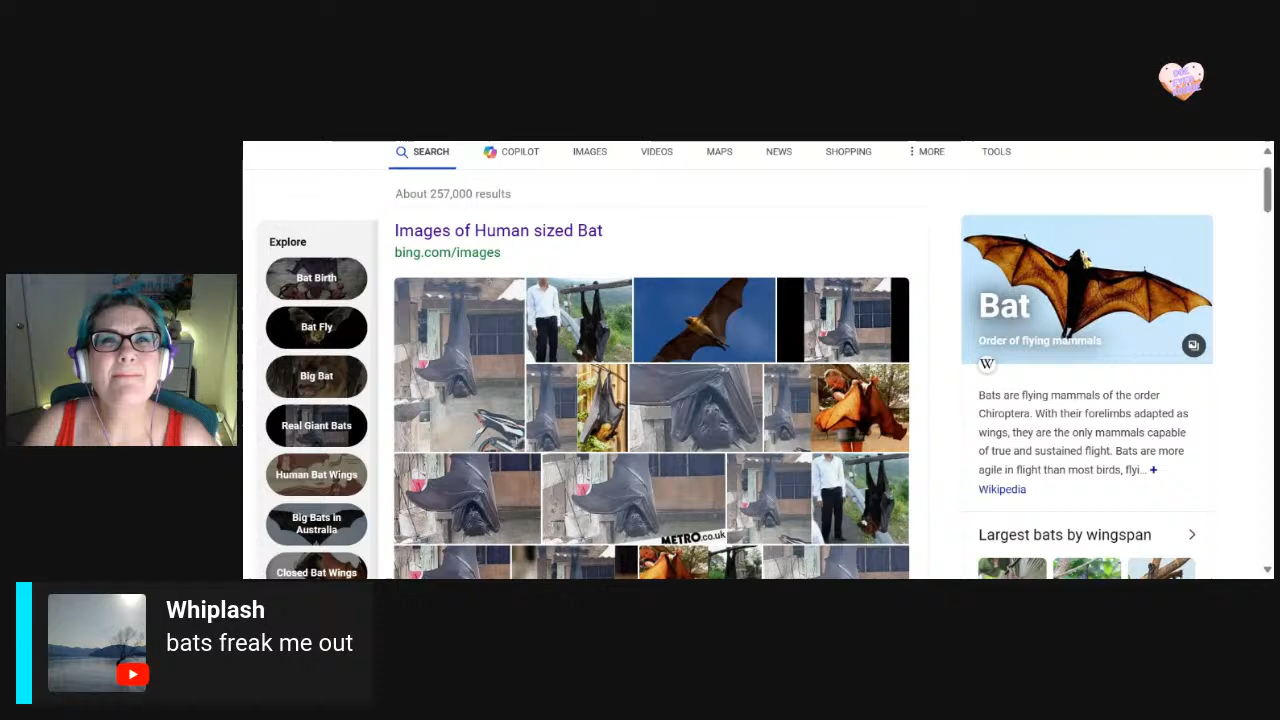 SEARCH
COPILOT
IMAGES
VIDEOS
MAPS
NEWS
SHOPPING
MORE
TOOLS
About 257,000 results
Explore
Bat Birth
Bat Fly
Big Bat
Real Giant Bats
Human Bat Wings
Big Bats in
Australia
Closed Bat Wings
Images of Human sized Bat
bing.com/images
METRO.co.uk
Bat
Order of flying mammals
W
Bats are flying mammals of the order
Chiroptera. With their forelimbs adapted as
wings, they are the only mammals capable
of true and sustained flight. Bats are more
agile in flight than most birds, flyi... +
Wikipedia
Largest bats by wingspan
Whiplash
bats freak me out